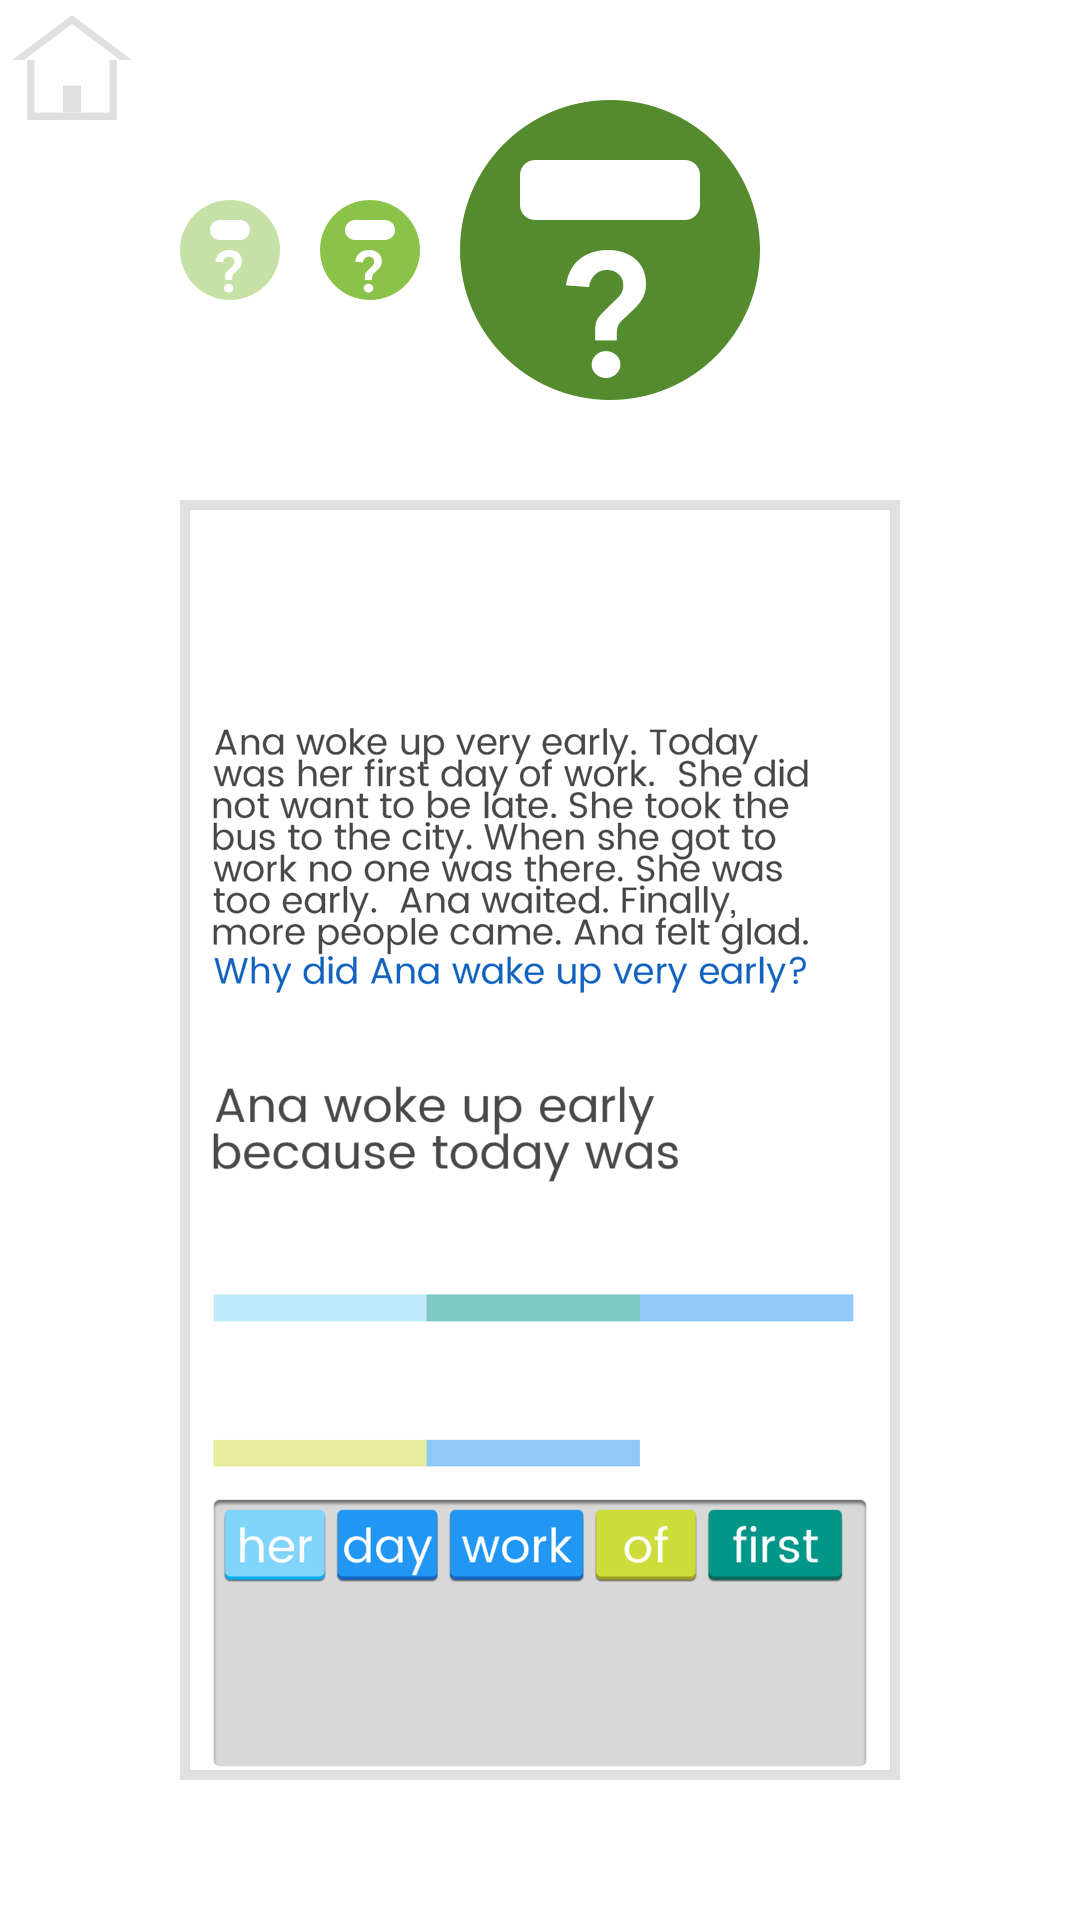 ?
?
?
Ana woke up very early. Today
was her first day of work.  She did
not want to be late. She took the
bus to the city. When she got to
work no one was there. She was
too early.  Ana waited. Finally,
more people came. Ana felt glad.
Why did Ana wake up very early?
Ana woke up early
because today was
her day work of first